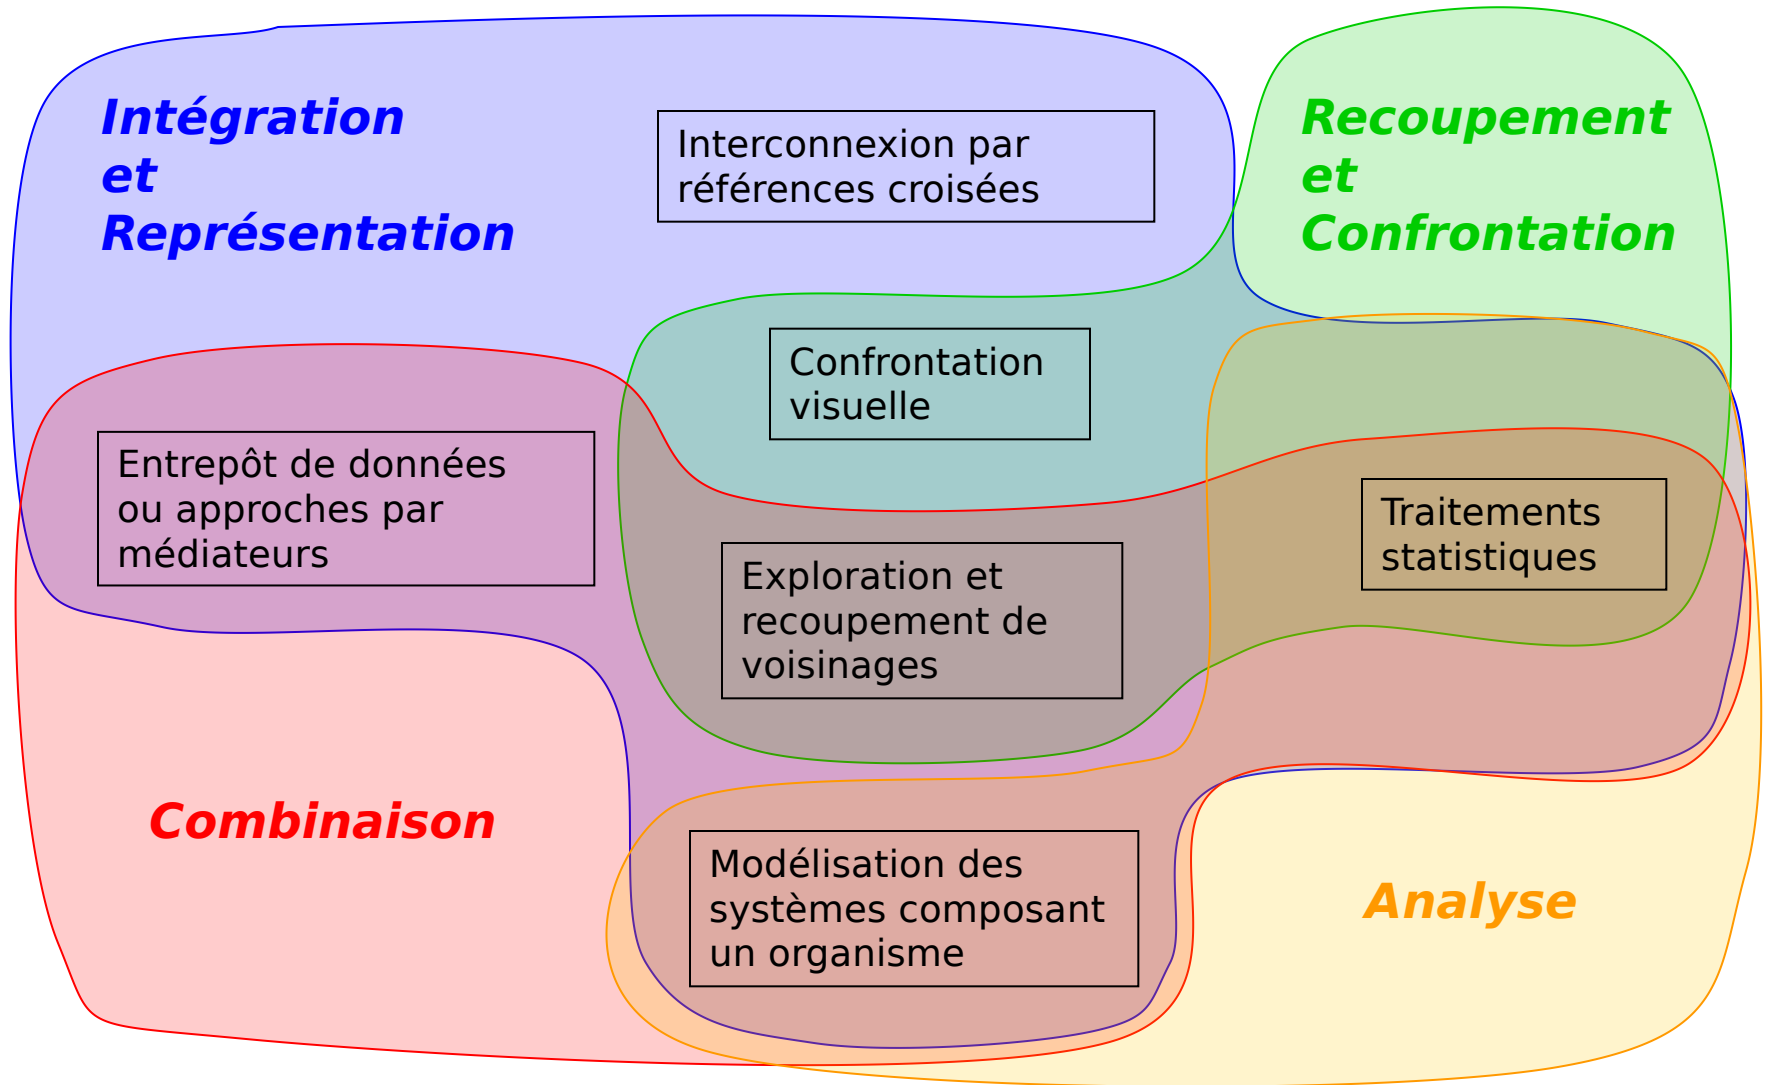 Intégration
et
Représentation
Interconnexion par
références croisées
Recoupement
et
Confrontation
Confrontation
visuelle
Entrepôt de données
ou approches par
médiateurs
Exploration et
recoupement de
voisinages
Traitements
statistiques
Combinaison
Modélisation des
systèmes composant
un organisme
Analyse